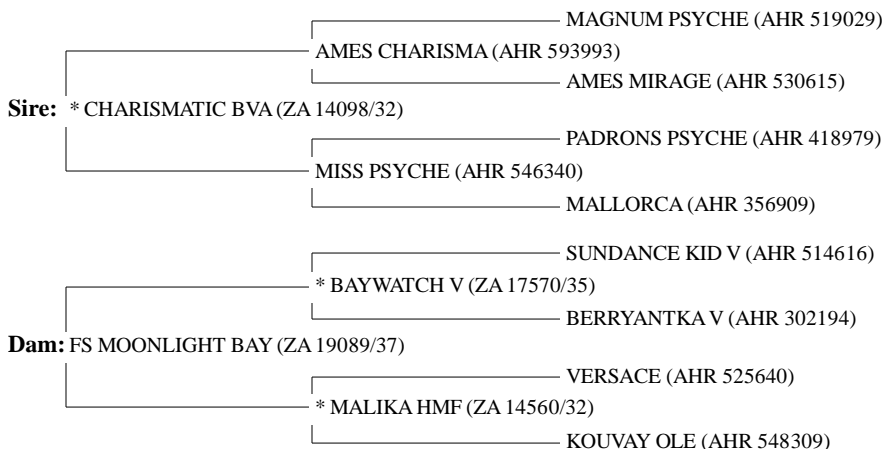 MAGNUM PSYCHE (AHR 519029)
AMES CHARISMA (AHR 593993)
AMES MIRAGE (AHR 530615)
Sire: * CHARISMATIC BVA (ZA 14098/32)
PADRONS PSYCHE (AHR 418979)
MISS PSYCHE (AHR 546340)
MALLORCA (AHR 356909)
SUNDANCE KID V (AHR 514616)
* BAYWATCH V (ZA 17570/35)
BERRYANTKA V (AHR 302194)
Dam: FS MOONLIGHT BAY (ZA 19089/37)
VERSACE (AHR 525640)
* MALIKA HMF (ZA 14560/32)
KOUVAY OLE (AHR 548309)